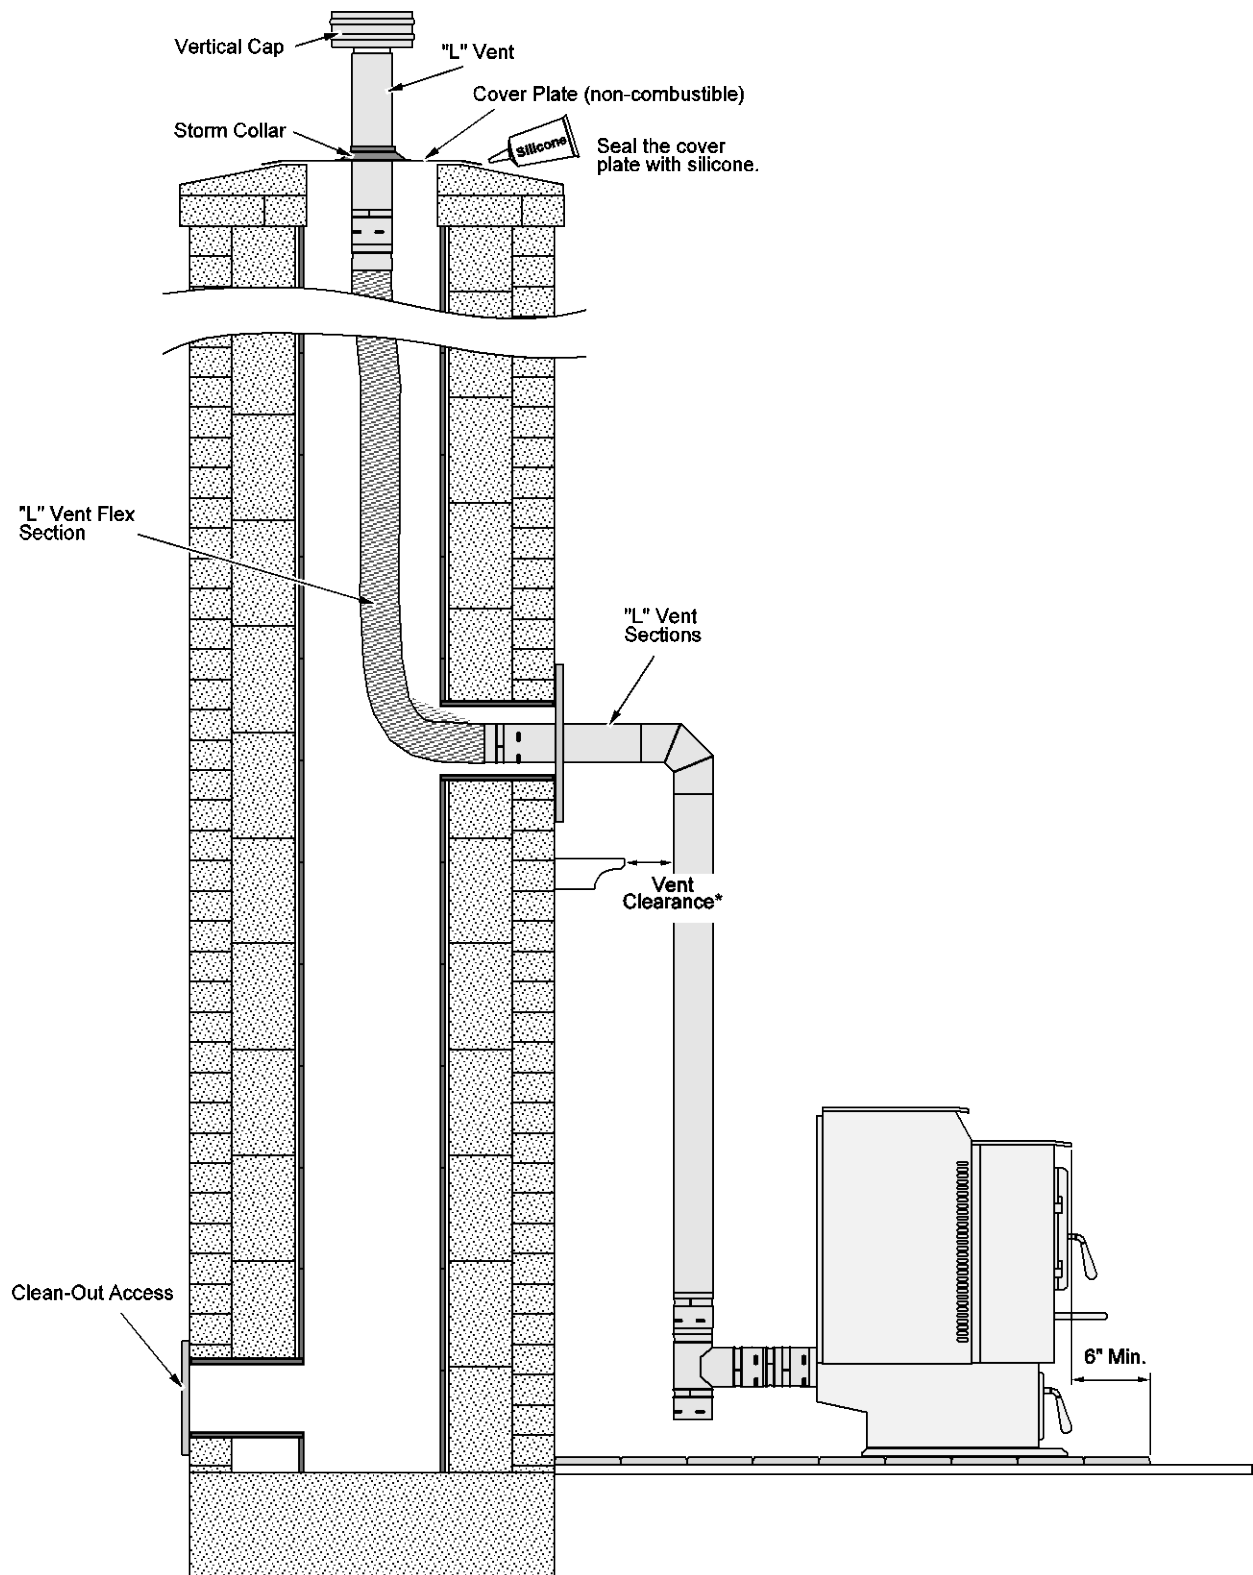 Vertical Cap
"L" Vent
Cover Plate (non-combustible)
Storm Collar
Silicone
Seal the cover
plate with silicone.
"L" Vent Flex
Section
"L" Vent
Sections
Vent
Clearance*
Clean-Out Access
6" Min.